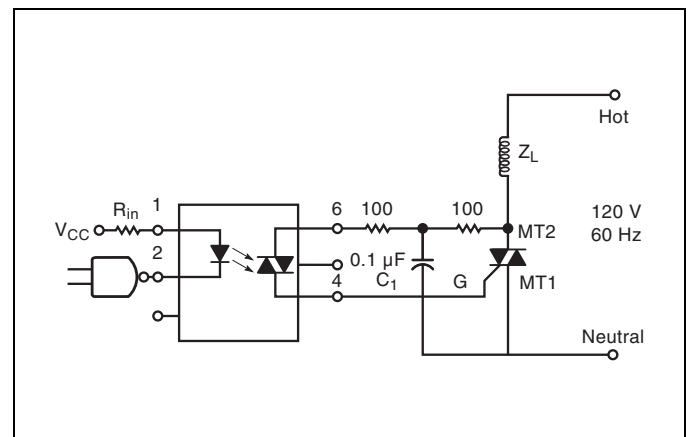 Hot
Z_L
R_in
1
6
100
100
V_CC
MT2
120 V
60 Hz
2
0.1 µF
C_1
4
G
MT1
Neutral